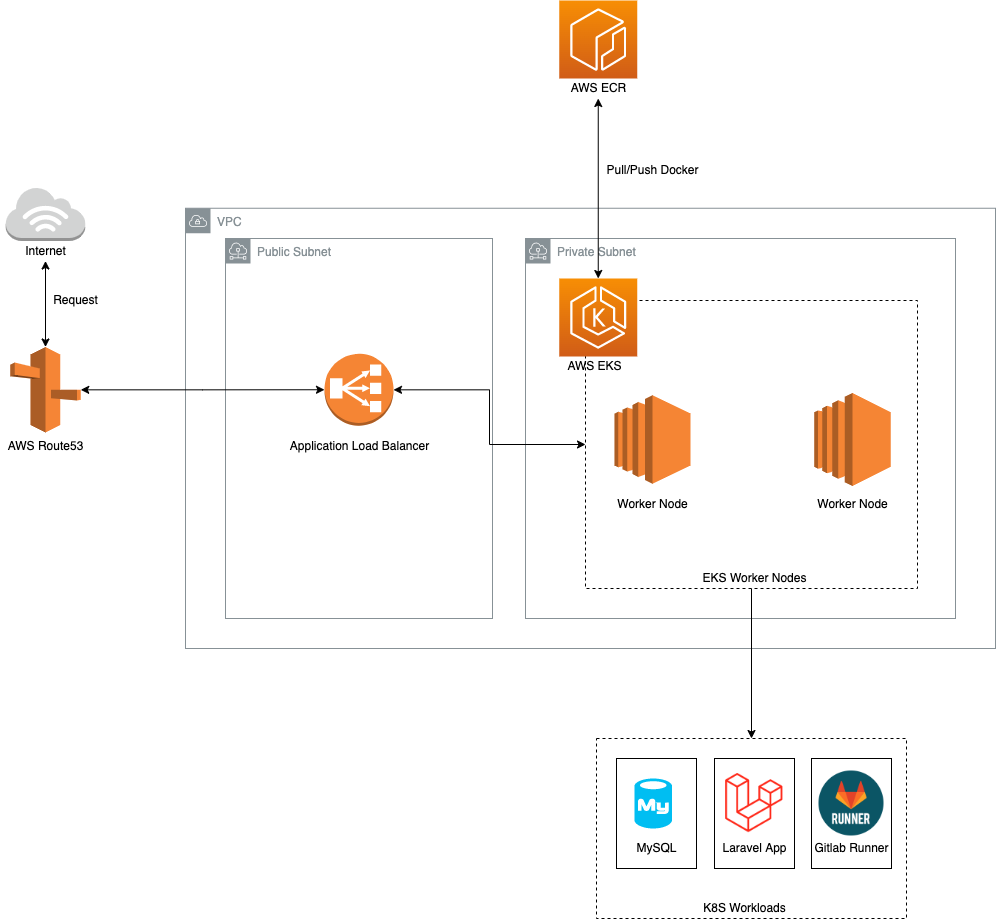 AWS ECR
Pull/Push Docker
Internet
Request
VPC
Public Subnet
Private Subnet
K
AWS EKS
AWS Route53
Application Load Balancer
Worker Node
Worker Node
EKS Worker Nodes
My
MySQL
Laravel App
RUNNER
Gitlab Runner
K8S Workloads